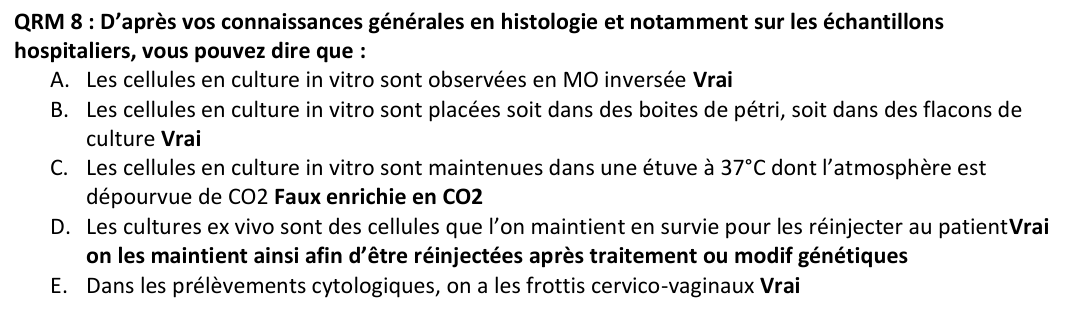 QRM 8 : D’après vos connaissances générales en histologie et notamment sur les échantillons
hospitaliers, vous pouvez dire que :
A. Les cellules en culture in vitro sont observées en MO inversée Vrai
B. Les cellules en culture in vitro sont placées soit dans des boites de pétri, soit dans des flacons de
culture Vrai
C. Les cellules en culture in vitro sont maintenues dans une étuve à 37°C dont l’atmosphère est
dépourvue de CO2 Faux enrichie en CO2
D. Les cultures ex vivo sont des cellules que l’on maintient en survie pour les réinjecter au patientVrai
on les maintient ainsi afin d’être réinjectées après traitement ou modif génétiques
E. Dans les prélèvements cytologiques, on a les frottis cervico-vaginaux Vrai